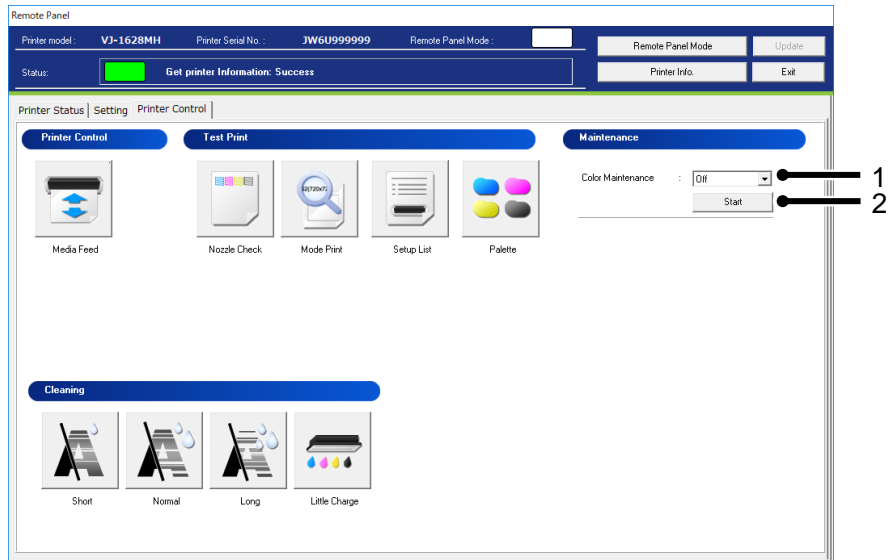 Remote Panel
Printer model : VJ-1628MH Printer Serial No. : JW6U999999 Remote Panel Mode :
Remote Panel Mode Update
Status: Get printer Information: Success
Printer Info. Exit
Printer Status Setting Printer Control
Printer Control Test Print Maintenance
Color Maintenance : Off 1
Start 2
Media Feed Nozzle Check Mode Print Setup List Palette
Cleaning
Short Normal Long Little Charge